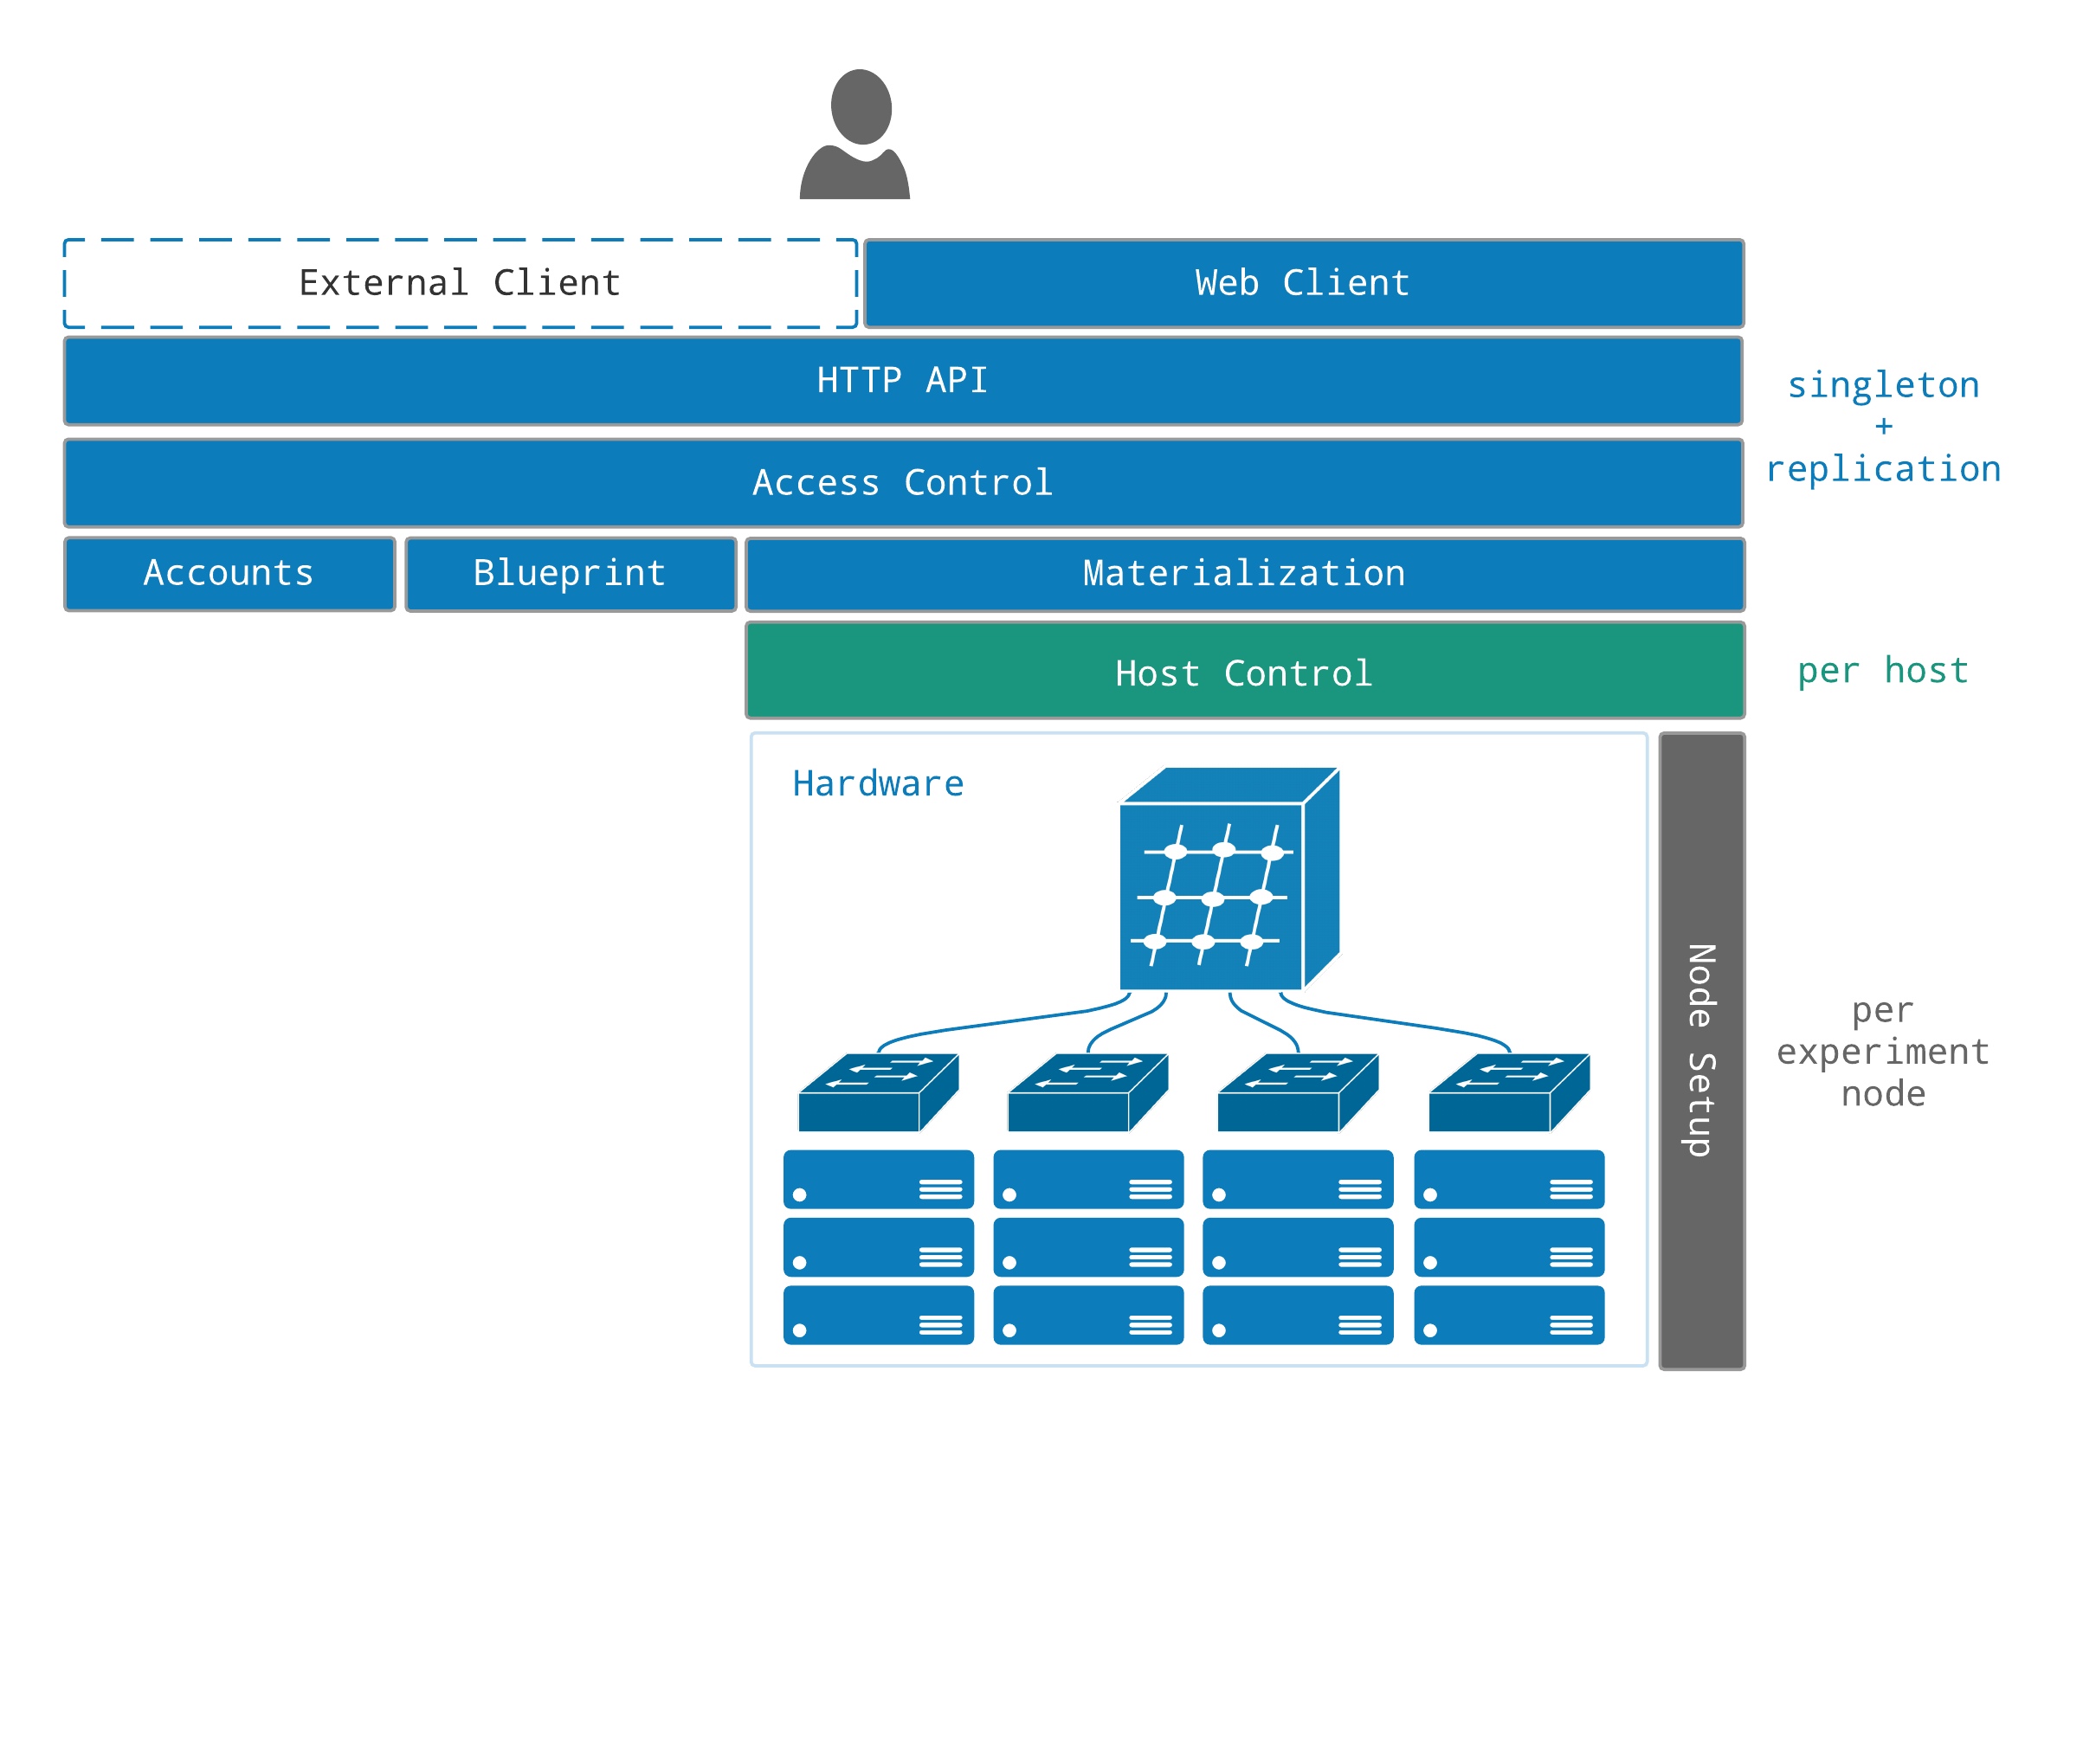 External Client
Web Client
HTTP API
singleton
+
replication
Access Control
Accounts
Blueprint
Materialization
Host Control
per host
Hardware
Node Setup
per
experiment
node